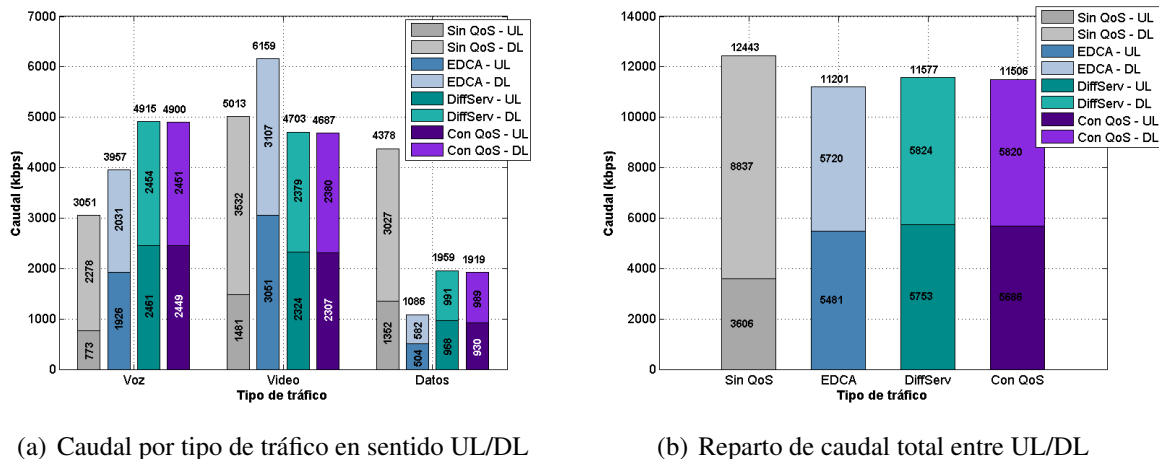 7000
6000
5000
4000
3000
2000
1000
0
Caudal (kbps)
3051
2278
773
3957
2031
1926
4915
2454
2461
4900
2451
2449
5013
3532
1481
6159
3107
3051
4703
2379
2324
4687
2380
2307
4378
3027
1352
1086
582
504
1959
991
968
1919
989
930
Voz
Video
Datos
Tipo de tráfico
Sin QoS - UL
Sin QoS - DL
EDCA - UL
EDCA - DL
DiffServ - UL
DiffServ - DL
Con QoS - UL
Con QoS - DL
(a) Caudal por tipo de tráfico en sentido UL/DL
14000
12000
10000
8000
6000
4000
2000
0
Caudal (kbps)
12443
8837
3606
11201
5720
5481
11577
5824
5753
11506
5820
5686
Sin QoS
EDCA
DiffServ
Con QoS
Tipo de tráfico
Sin QoS - UL
Sin QoS - DL
EDCA - UL
EDCA - DL
DiffServ - UL
DiffServ - DL
Con QoS - UL
Con QoS - DL
(b) Reparto de caudal total entre UL/DL